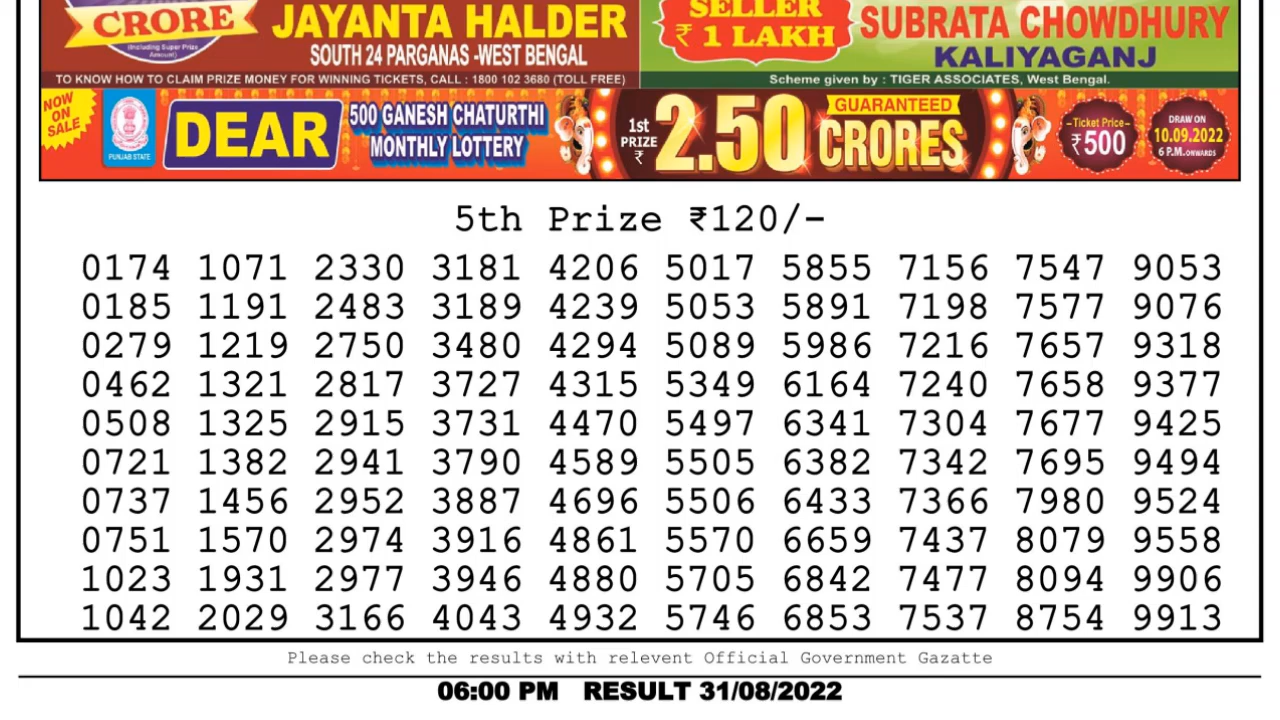 CRORE
(Including Super Prize
Amount)
JAYANTA HALDER
SOUTH 24 PARGANAS -WEST BENGAL
TO KNOW HOW TO CLAIM PRIZE MONEY FOR WINNING TICKETS, CALL : 1800 102 3680 (TOLL FREE)
SELLER
₹ 1 LAKH
SUBRATA CHOWDHURY
KALIYAGANJ
Scheme given by : TIGER ASSOCIATES, West Bengal.
NOW
ON
SALE
PUNJAB STATE
DEAR
500 GANESH CHATURTHI
MONTHLY LOTTERY
1st
PRIZE
₹
2.50
GUARANTEED
CRORES
-Ticket Price-
₹500
DRAW ON
10.09.2022
6 P.M. ONWARDS
5th Prize ₹120/-
0174 1071 2330 3181 4206 5017 5855 7156 7547 9053
0185 1191 2483 3189 4239 5053 5891 7198 7577 9076
0279 1219 2750 3480 4294 5089 5986 7216 7657 9318
0462 1321 2817 3727 4315 5349 6164 7240 7658 9377
0508 1325 2915 3731 4470 5497 6341 7304 7677 9425
0721 1382 2941 3790 4589 5505 6382 7342 7695 9494
0737 1456 2952 3887 4696 5506 6433 7366 7980 9524
0751 1570 2974 3916 4861 5570 6659 7437 8079 9558
1023 1931 2977 3946 4880 5705 6842 7477 8094 9906
1042 2029 3166 4043 4932 5746 6853 7537 8754 9913
Please check the results with relevent Official Government Gazatte
06:00 PM RESULT 31/08/2022